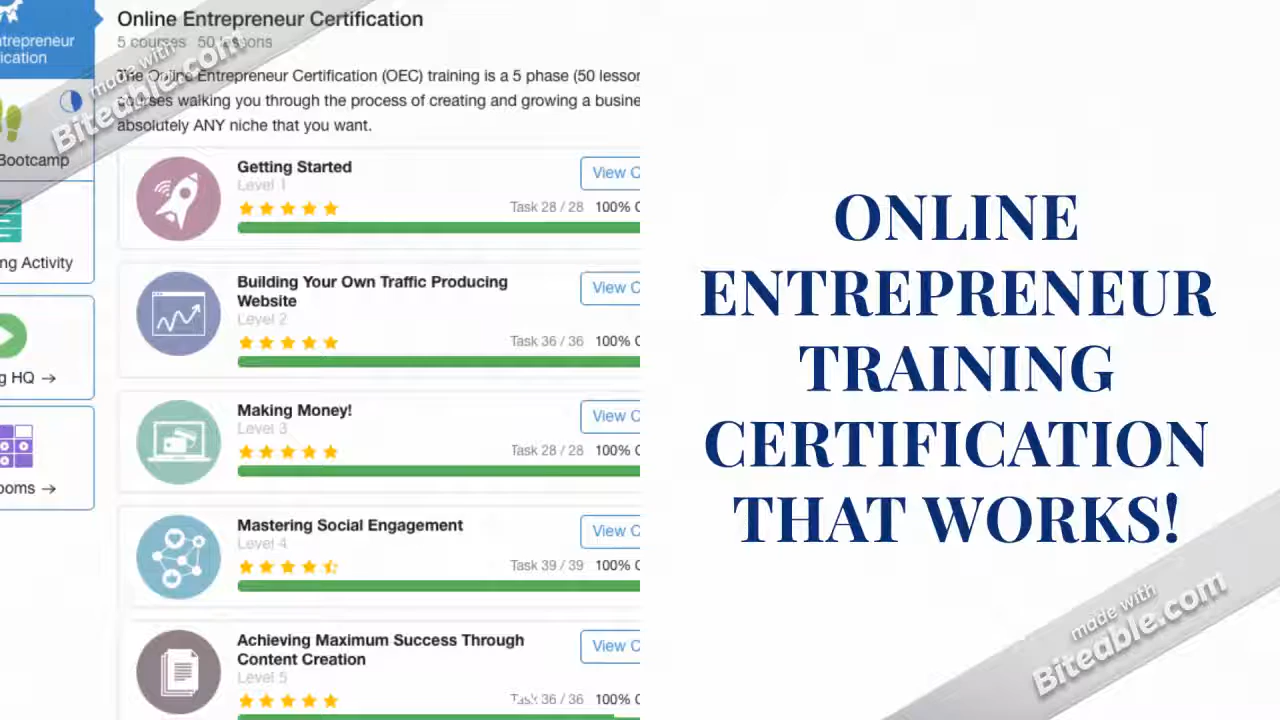 Online Entrepreneur Certification
5 courses 50 lessons
The Online Entrepreneur Certification (OEC) training is a 5 phase (50 lesson
courses walking you through the process of creating and growing a busine
absolutely ANY niche that you want.
Getting Started
Level 1
View C
Task 28 / 28 100% C
Building Your Own Traffic Producing
Website
Level 2
View C
Task 36 / 36 100% C
Making Money!
Level 3
View C
Task 28 / 28 100% C
Mastering Social Engagement
Level 4
View C
Task 39 / 39 100% C
Achieving Maximum Success Through
Content Creation
Level 5
View C
Task 36 / 36 100% C
ntrepreneur
ication
Bootcamp
ng Activity
g HQ →
ooms →
made with
Biteable.com
ONLINE
ENTREPRENEUR
TRAINING
CERTIFICATION
THAT WORKS!
made with
Biteable.com